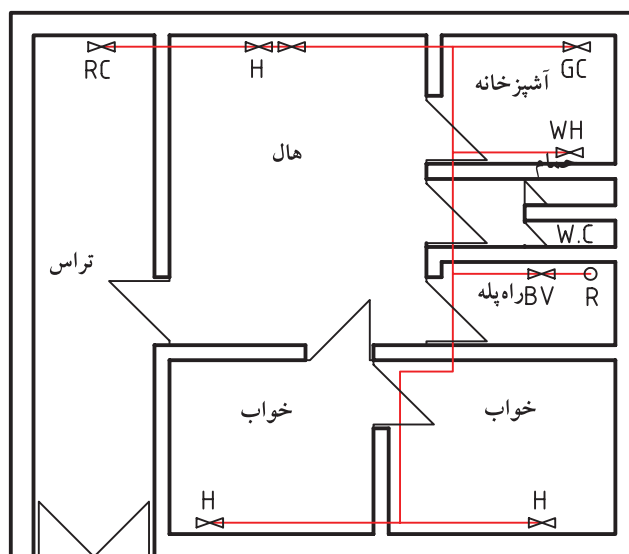 RC
H
GC
آشپزخانه
WH
هال
حمام
W.C
تراس
راه‌پله
BV
R
خواب
خواب
H
H